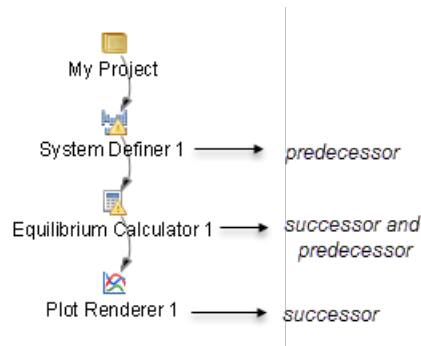 My Project
System Definer 1
predecessor
Equilibrium Calculator 1
successor and
predecessor
Plot Renderer 1
successor